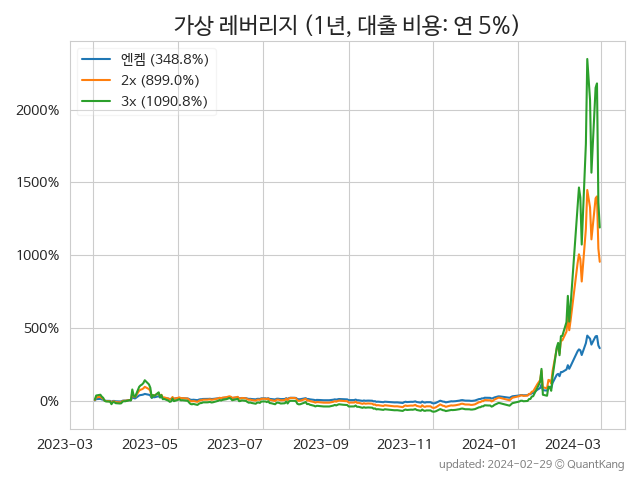 가상 레버리지 (1년, 대출 비용: 연 5%)
엔켐 (348.8%)
2x (899.0%)
3x (1090.8%)
2000%
1500%
1000%
500%
0%
2023-03 2023-05 2023-07 2023-09 2023-11 2024-01 2024-03
updated: 2024-02-29 © QuantKang